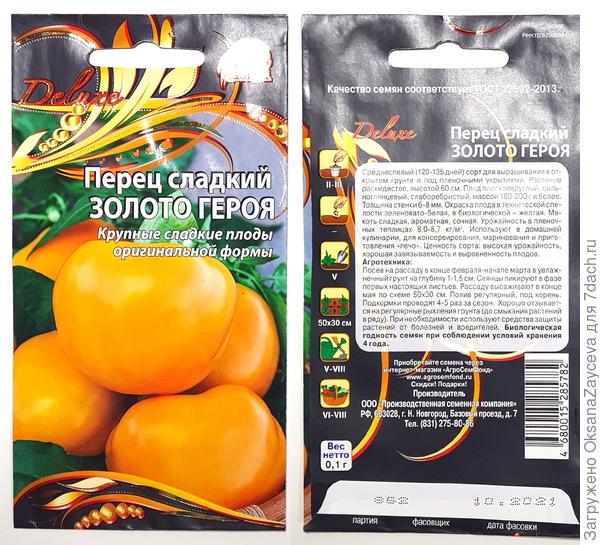 Deluxe
Перец сладкий
ЗОЛОТО ГЕРОЯ
Крупные сладкие плоды
оригинальной формы
Качество семян соответствует ГОСТ 32592-2013.
Deluxe
Перец сладкий
ЗОЛОТО ГЕРОЯ
Среднеспелый (120-135 дней) сорт для выращивания в от-
крытом грунте и под пленочными укрытиями. Растение
раскидистое, высотой 60 см. Плод плоскоокруглый, силь-
ноглянцевый, слаборебристый, массой 180-200 г и более.
Толщина стенки 6-8 мм. Окраска плода в технической спе-
лости зеленовато-белая, в биологической – желтая. Мя-
коть сладкая, ароматная, сочная. Урожайность в пленоч-
ных теплицах 8,0-8,7 кг/м². Используют в домашней
кулинарии, для консервирования, маринования и приго-
товления «лечо». Ценность сорта: высокая урожайность,
хорошая завязываемость и выровненность плодов.
Агротехника:
Посев на рассаду в конце февраля-начале марта в увлаж-
нённый грунт на глубину 1-1,5 см. Сеянцы пикируют в фазе
первых настоящих листьев. Рассаду высаживают в конце
мая по схеме 50х30 см. Полив регулярный, под корень.
Подкормки проводят 4-5 раз за сезон. Хорошо отзывает-
ся на регулярные рыхления грунта (до смыкания растений
в ряду). При необходимости используют средства защиты
растений от болезней и вредителей. Биологическая
годность семян при соблюдении условий хранения
4 года.
II-III
–
V
50х30 см
V-VIII
VI-VIII
Приобретайте семена через
интернет магазин «АгроСемФонд»
www.agrosemfond.ru
Скидки! Подарки!
Производитель
ООО «Производственная семенная компания»
РФ, 603028, г. Н. Новгород, Базовый проезд, д. 7
Тел. (831) 275-80-86
Вес
нетто
0,1 г
4 680015 285782
862
10.2021
партия фасовщик дата фасовки
Загружено OksanaZayceva для 7dach.ru